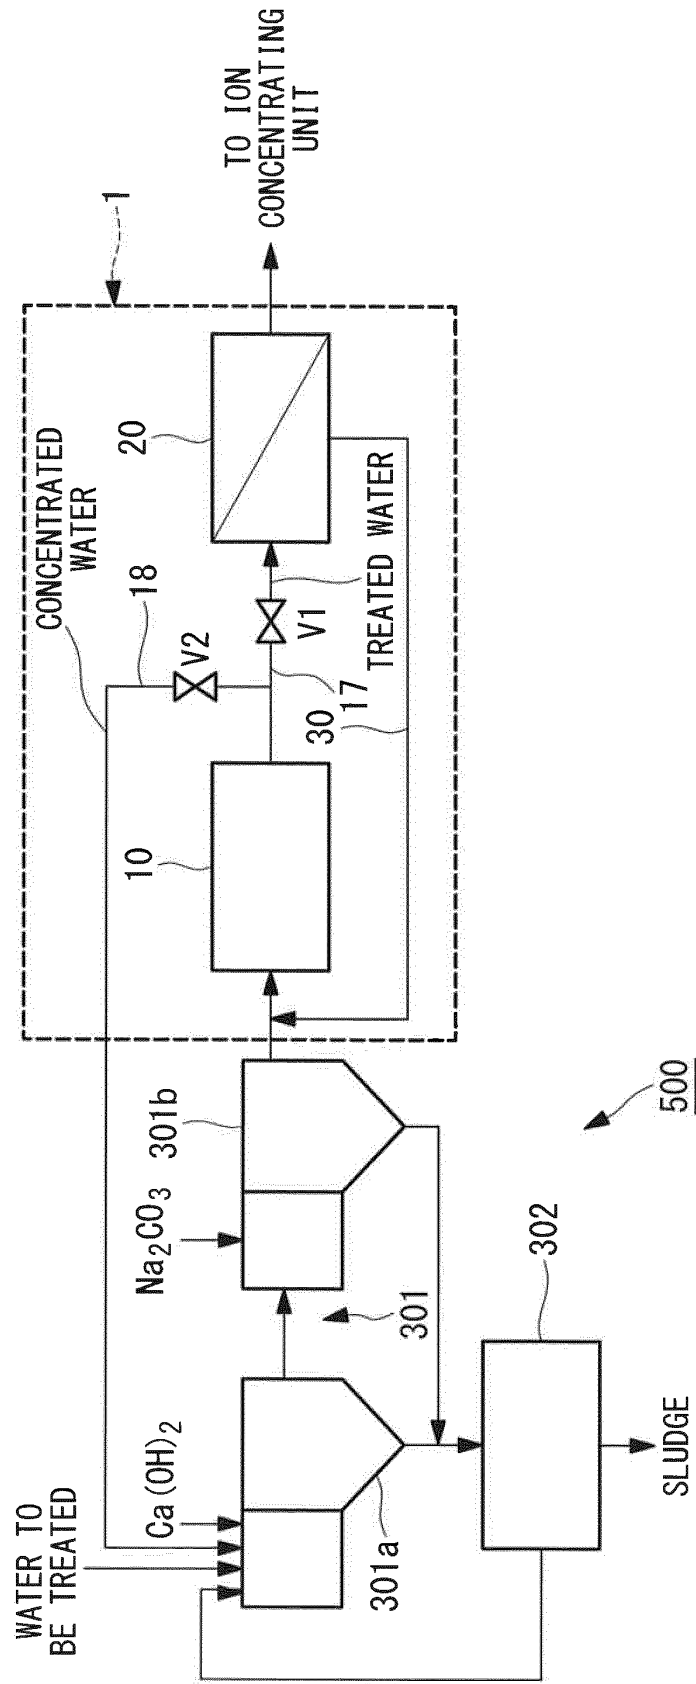 WATER TO
BE TREATED
Ca(OH)2
301a
Na2CO3
301b
301
302
SLUDGE
500
CONCENTRATED
WATER
18
V2
10
V1
17
30
TREATED WATER
20
1
TO ION
CONCENTRATING
UNIT